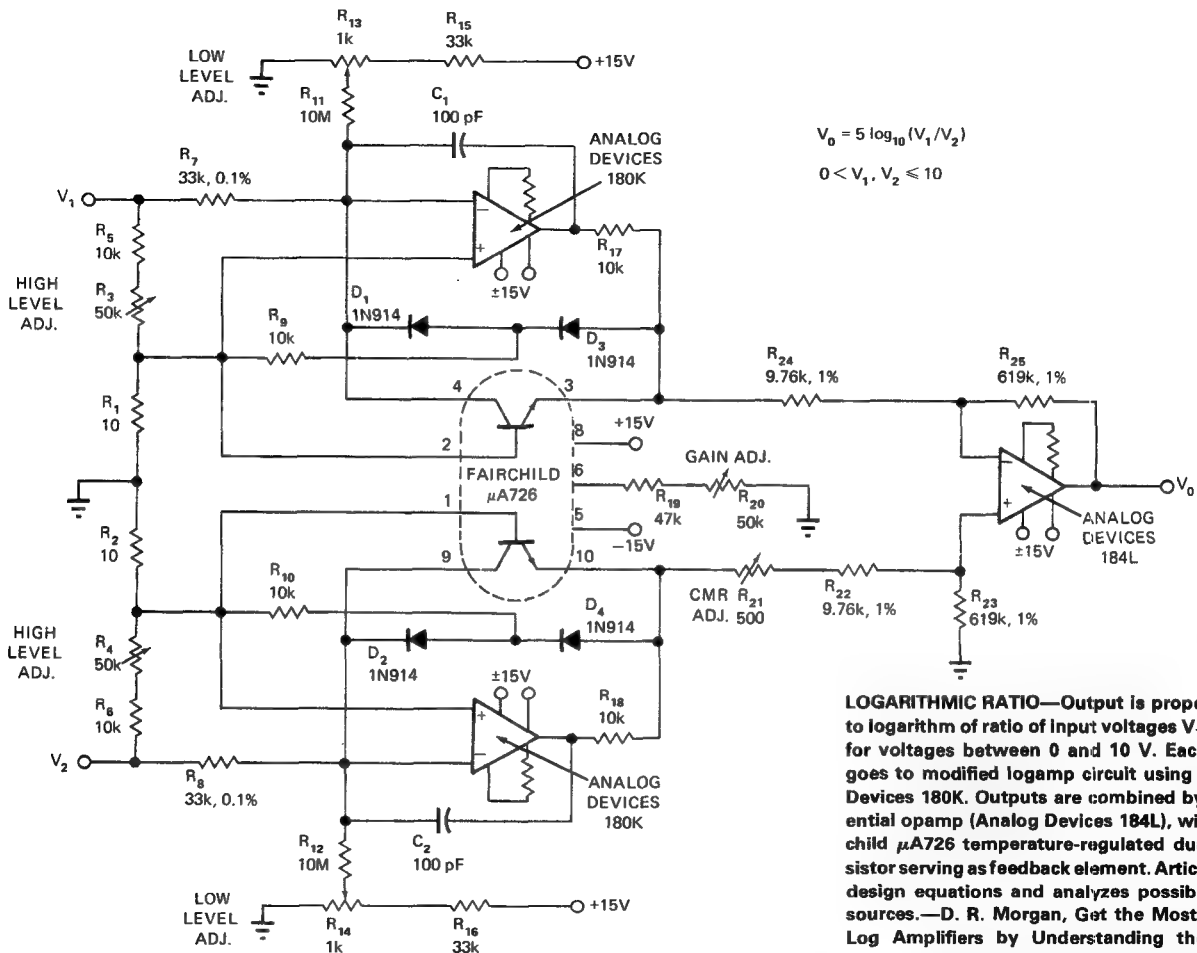 R13
1k
R15
33k
+15V
LOW
LEVEL
ADJ.
R11
10M
C1
100 pF
ANALOG
DEVICES
180K
V0 = 5 log10 (V1/V2)
0 < V1, V2 ≤ 10
R7
33k, 0.1%
V1
−
+
R5
10k
R17
10k
±15V
HIGH
LEVEL
ADJ.
R3
50k
D1
1N914
R9
10k
D3
1N914
R24
9.76k, 1%
R25
619k, 1%
R1
10
4
3
2
8
+15V
FAIRCHILD
μA726
6
GAIN ADJ.
R19
47k
R20
50k
−
+
V0
±15V
ANALOG
DEVICES
184L
1
5
−15V
R2
10
9
10
R10
10k
D4
1N914
CMR
ADJ.
R21
500
R22
9.76k, 1%
R23
619k, 1%
HIGH
LEVEL
ADJ.
R4
50k
D2
1N914
±15V
R6
10k
R18
10k
+
−
V2
R8
33k, 0.1%
ANALOG
DEVICES
180K
R12
10M
C2
100 pF
LOW
LEVEL
ADJ.
R14
1k
R16
33k
+15V
LOGARITHMIC RATIO—Output is prope
to logarithm of ratio of input voltages V
for voltages between 0 and 10 V. Each
goes to modified logamp circuit using
Devices 180K. Outputs are combined by
ential opamp (Analog Devices 184L), wi
child μA726 temperature-regulated du
sistor serving as feedback element. Artic
design equations and analyzes possib
sources.—D. R. Morgan, Get the Most
Log Amplifiers by Understanding th